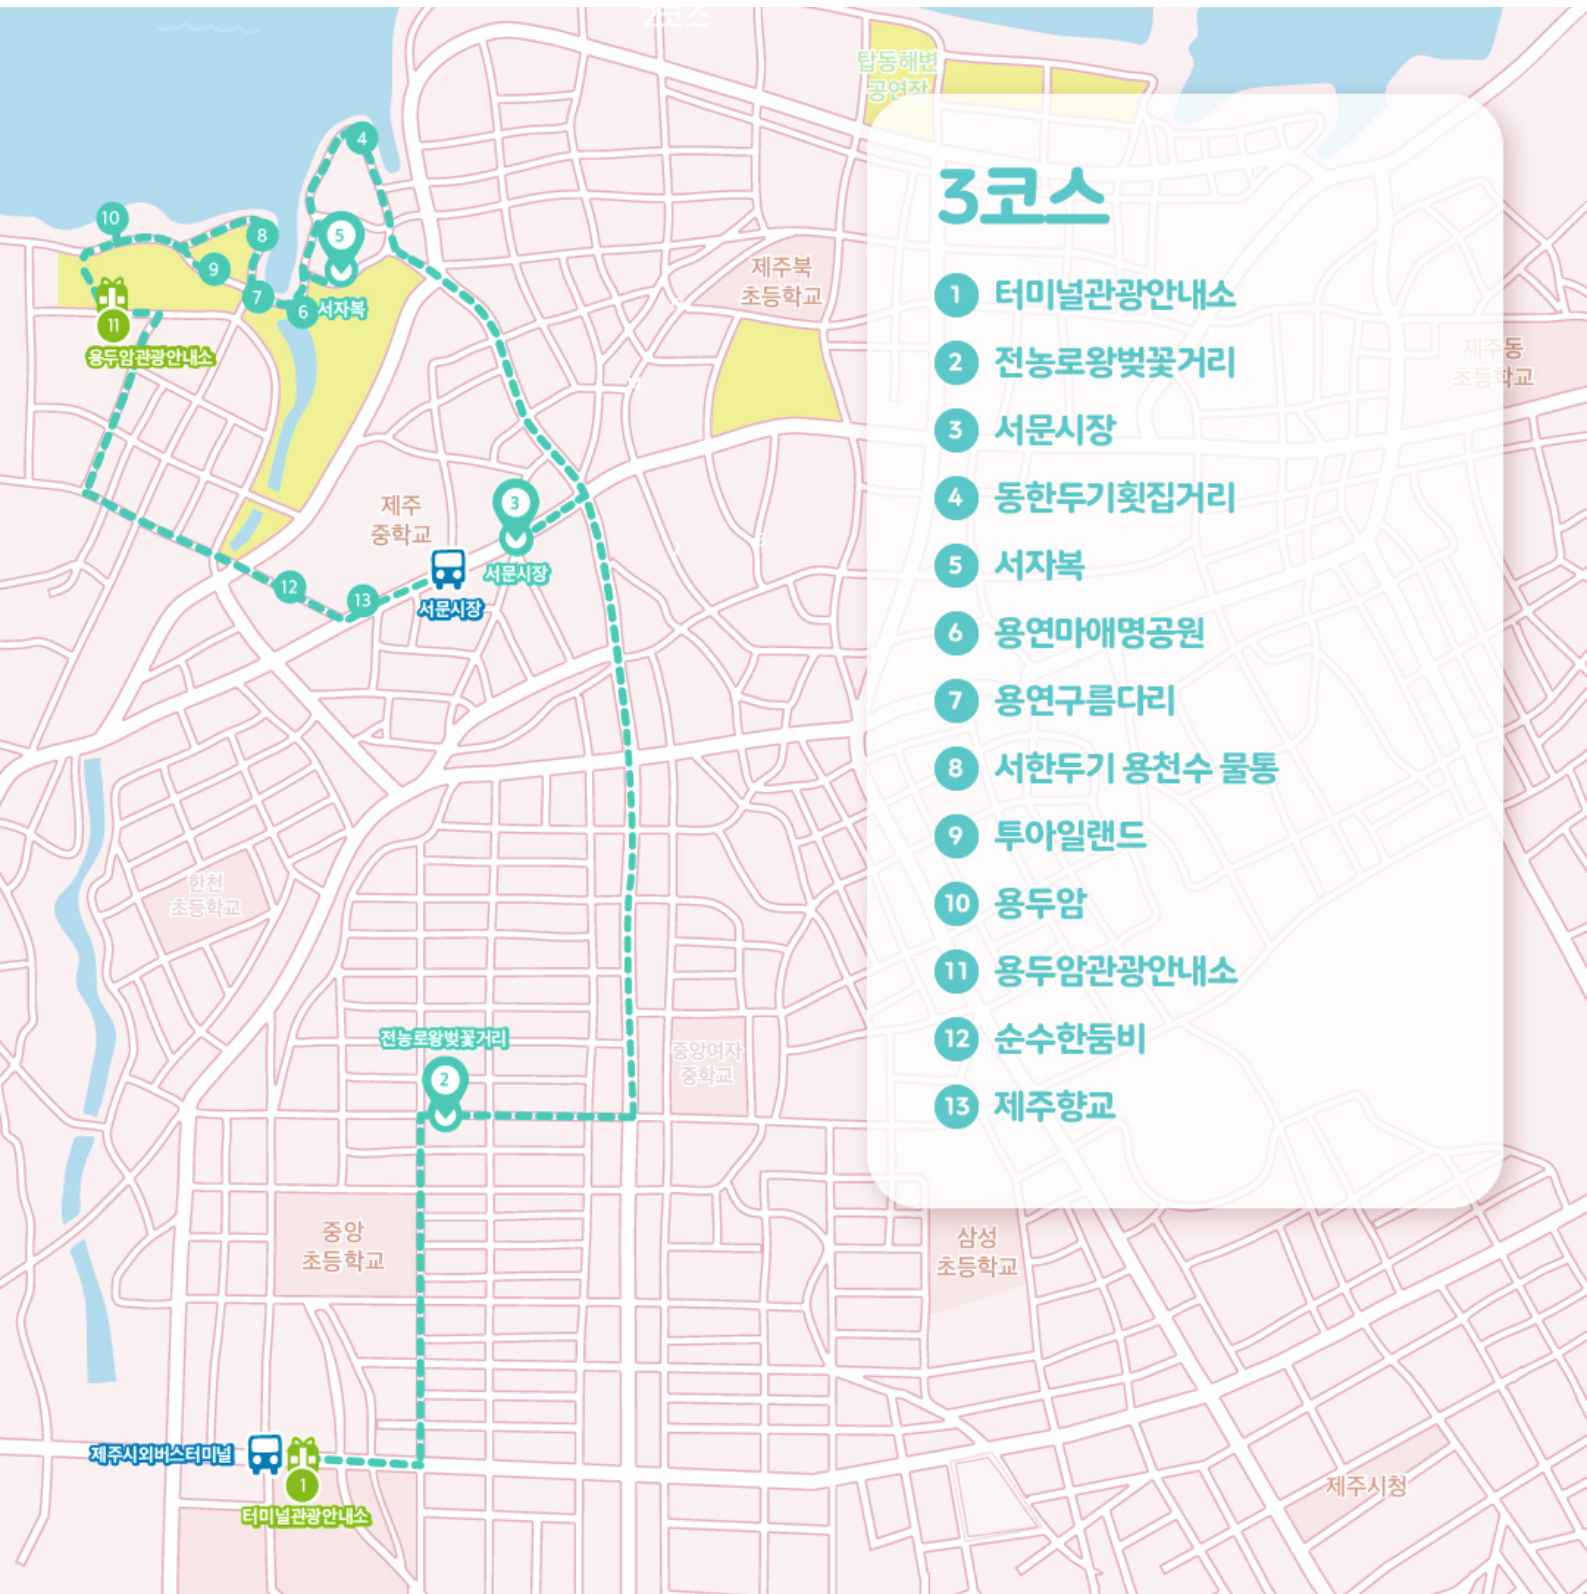 2코스
탑동해변
공연장
3코스
1 터미널관광안내소
2 전농로왕벚꽃거리
3 서문시장
4 동한두기횟집거리
5 서자복
6 용연마애명공원
7 용연구름다리
8 서한두기 용천수 물통
9 투아일랜드
10 용두암
11 용두암관광안내소
12 순수한둠비
13 제주향교
4
10
5
8
9
7
6
서자복
11
용두암관광안내소
제주북
초등학교
제주동
초등학교
제주
중학교
3
서문시장
서문시장
12
13
한천
초등학교
전농로왕벚꽃거리
2
중앙여자
중학교
중앙
초등학교
삼성
초등학교
제주시외버스터미널
1
터미널관광안내소
제주시청